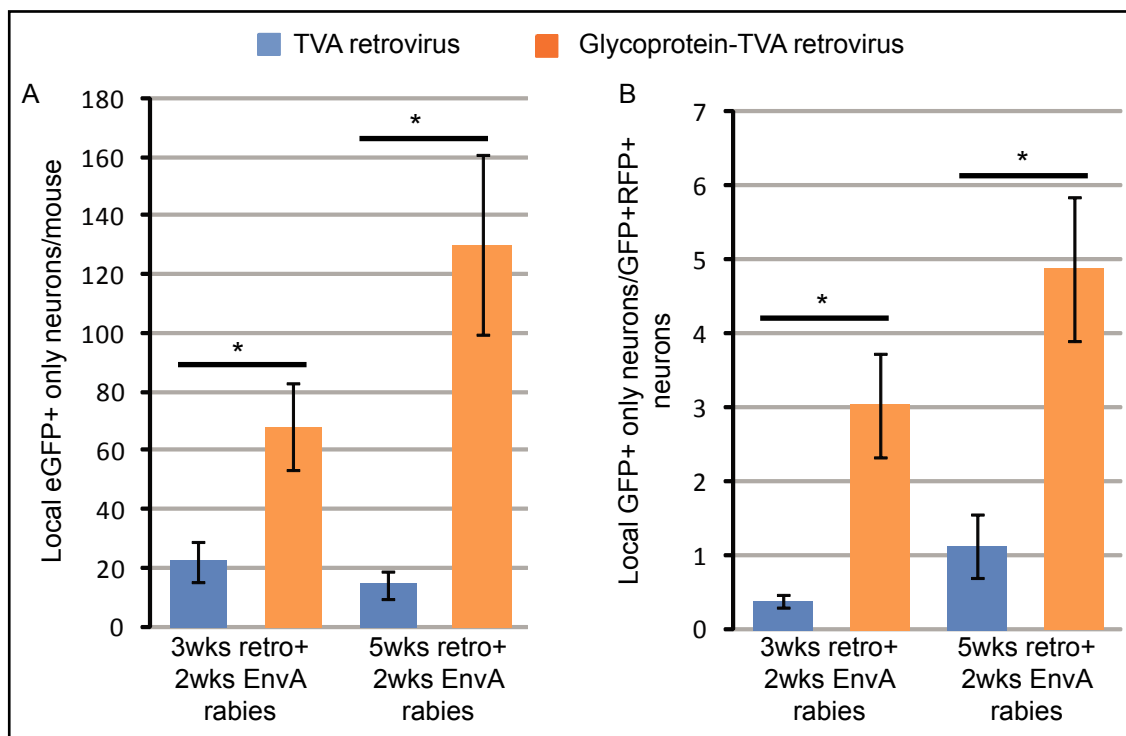 TVA retrovirus
Glycoprotein-TVA retrovirus
A
180
160
140
120
100
80
60
40
20
0
Local eGFP+ only neurons/mouse
*
*
3wks retro+
2wks EnvA
rabies
5wks retro+
2wks EnvA
rabies
B
7
6
5
4
3
2
1
0
Local GFP+ only neurons/GFP+RFP+
neurons
*
*
3wks retro+
2wks EnvA
rabies
5wks retro+
2wks EnvA
rabies